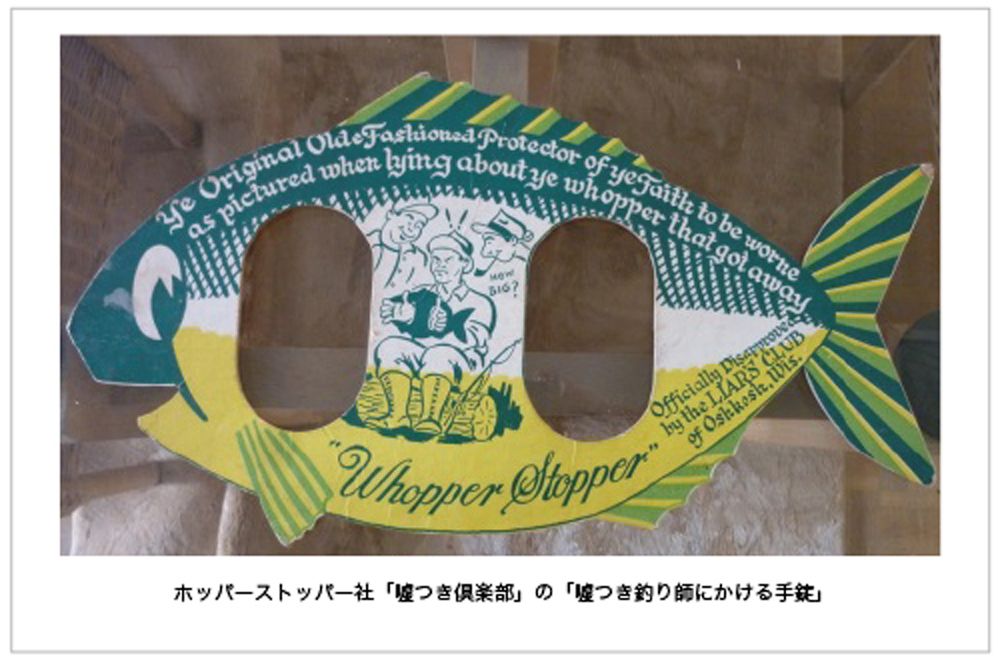 Ye Original Olde Fashioned Protector of ye Faith to be worne
as pictured when lying about ye whopper that got away
HOW
BIG?
Officially Disapproved
by the LIARS' CLUB
of Oshkosh, Wis.
"Whopper Stopper"
ホッパーストッパー社「嘘つき倶楽部」の「嘘つき釣り師にかける手錠」